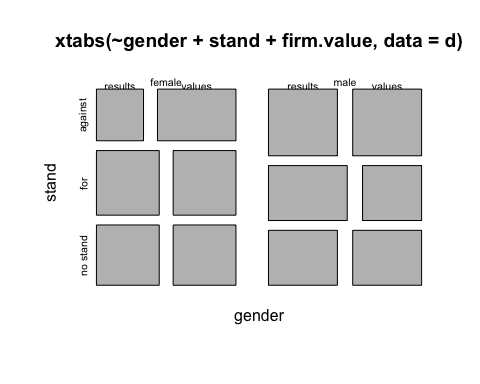 xtabs(~gender + stand + firm.value, data = d)
female male
results values results values
against
for
no stand
stand
gender